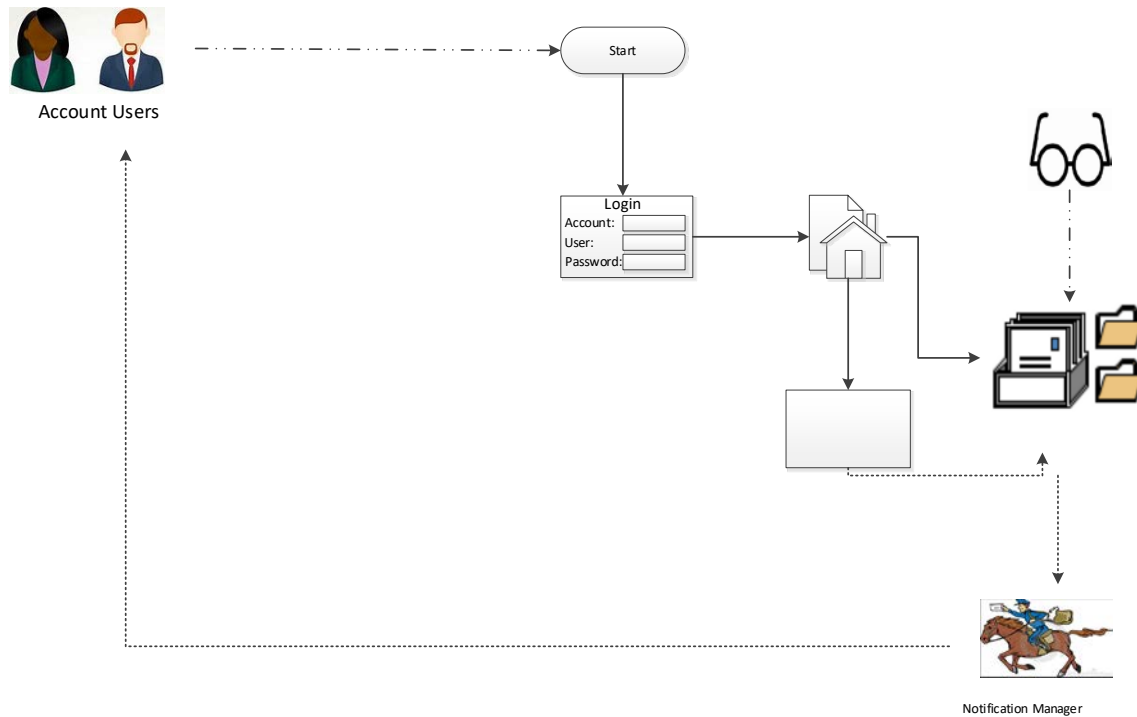 Account Users
Start
Login
Account:
User:
Password:
Notification Manager